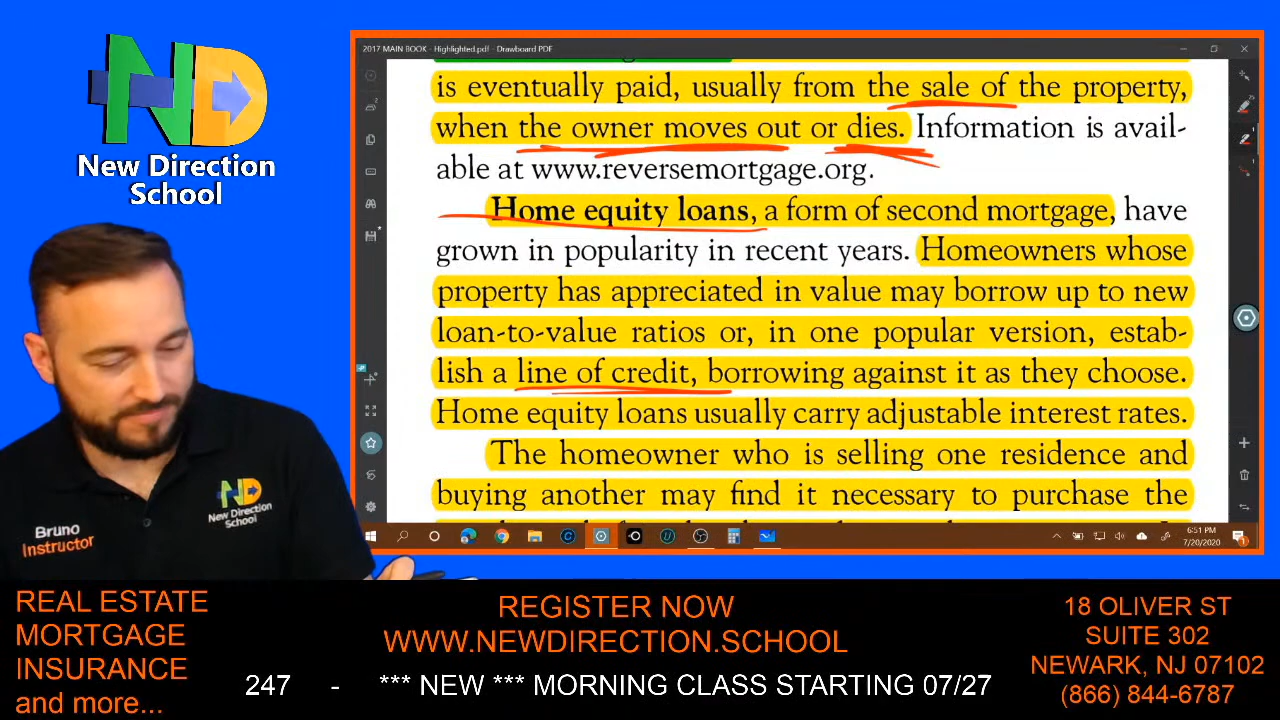 ND
New Direction
School
2017 MAIN BOOK - Highlighted.pdf - Drawboard PDF
is eventually paid, usually from the sale of the property,
when the owner moves out or dies. Information is avail-
able at www.reversemortgage.org.
Home equity loans, a form of second mortgage, have
grown in popularity in recent years. Homeowners whose
property has appreciated in value may borrow up to new
loan-to-value ratios or, in one popular version, estab-
lish a line of credit, borrowing against it as they choose.
Home equity loans usually carry adjustable interest rates.
The homeowner who is selling one residence and
buying another may find it necessary to purchase the
6:51 PM
7/20/2020
ND
New Direction
School
Bruno
Instructor
REAL ESTATE
MORTGAGE
INSURANCE
and more...
REGISTER NOW
WWW.NEWDIRECTION.SCHOOL
247 - *** NEW *** MORNING CLASS STARTING 07/27
18 OLIVER ST
SUITE 302
NEWARK, NJ 07102
(866) 844-6787